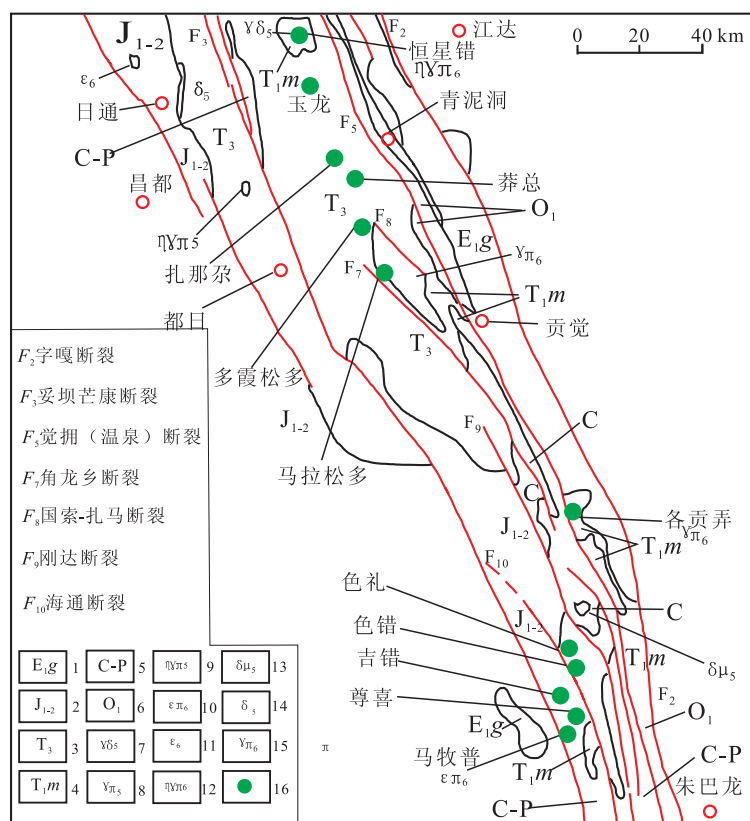 J₁₋₂
F₃
γδ₅
T₁m
恒星错
ηγπ₆
F₂
江达
0 20 40 km
ε₆
日通
δ₅
玉龙
F₅
青泥洞
C-P
T₃
J₁₋₂
昌都
莽总
T₃
O₁
ηγπ5
F₈
E₁g
扎那尕
γπ₆
F₇
T₁m
都日
贡觉
T₃
F₂字嘎断裂
多霞松多
F₃妥坝芒康断裂
J₁₋₂
F₉
C
F₅觉拥（温泉）断裂
马拉松多
F₇角龙乡断裂
C
F₈国索-扎马断裂
J₁₋₂
各贡弄
γπ₆
T₁m
F₉刚达断裂
F₁₀
色礼
F₁₀海通断裂
C
J₁₋₂
色错
δμ₅
T₁m
吉错
F₂
尊喜
E₁g
O₁
马牧普
επ₆
T₁m
C-P
C-P
朱巴龙
E₁g 1 C-P 5 ηγπ₅ 9 δμ₅ 13
J₁₋₂ 2 O₁ 6 επ₆ 10 δ₅ 14
T₃ 3 γδ₅ 7 ε₆ 11 γπ₆ 15
π
T₁m 4 γπ₅ 8 ηγπ₆ 12 16